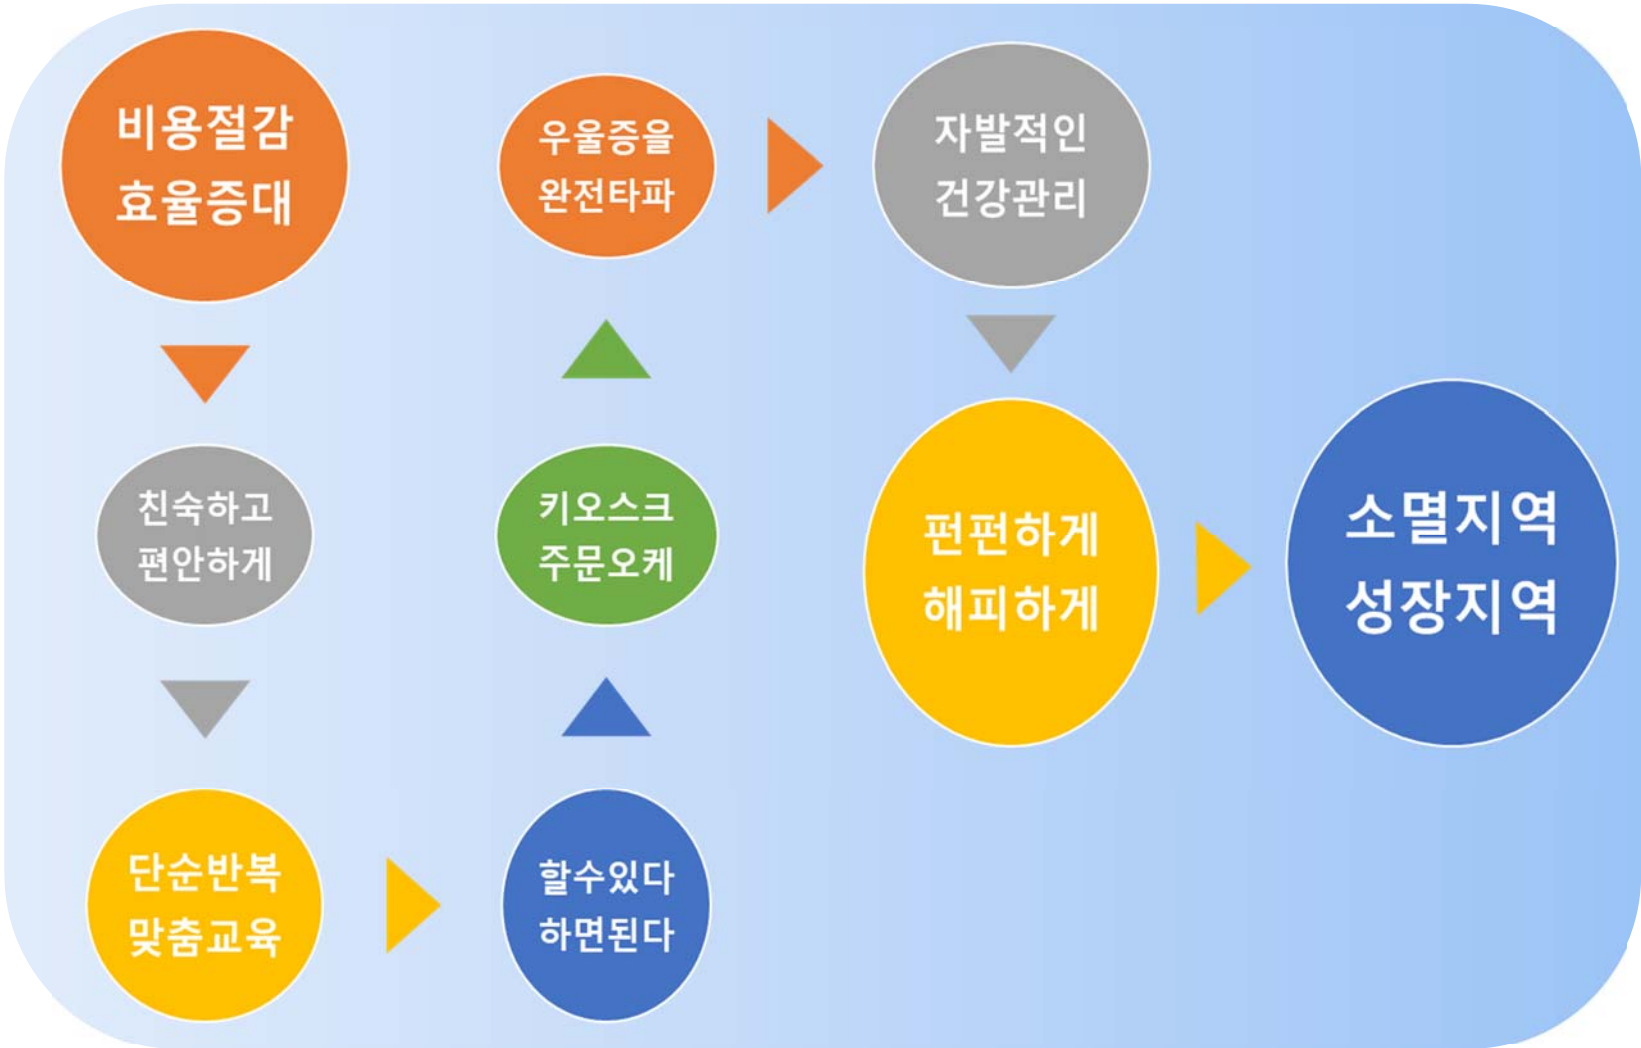 비용절감
효율증대
친숙하고
편안하게
단순반복
맞춤교육
할수있다
하면된다
키오스크
주문오케
우울증을
완전타파
자발적인
건강관리
펀펀하게
해피하게
소멸지역
성장지역